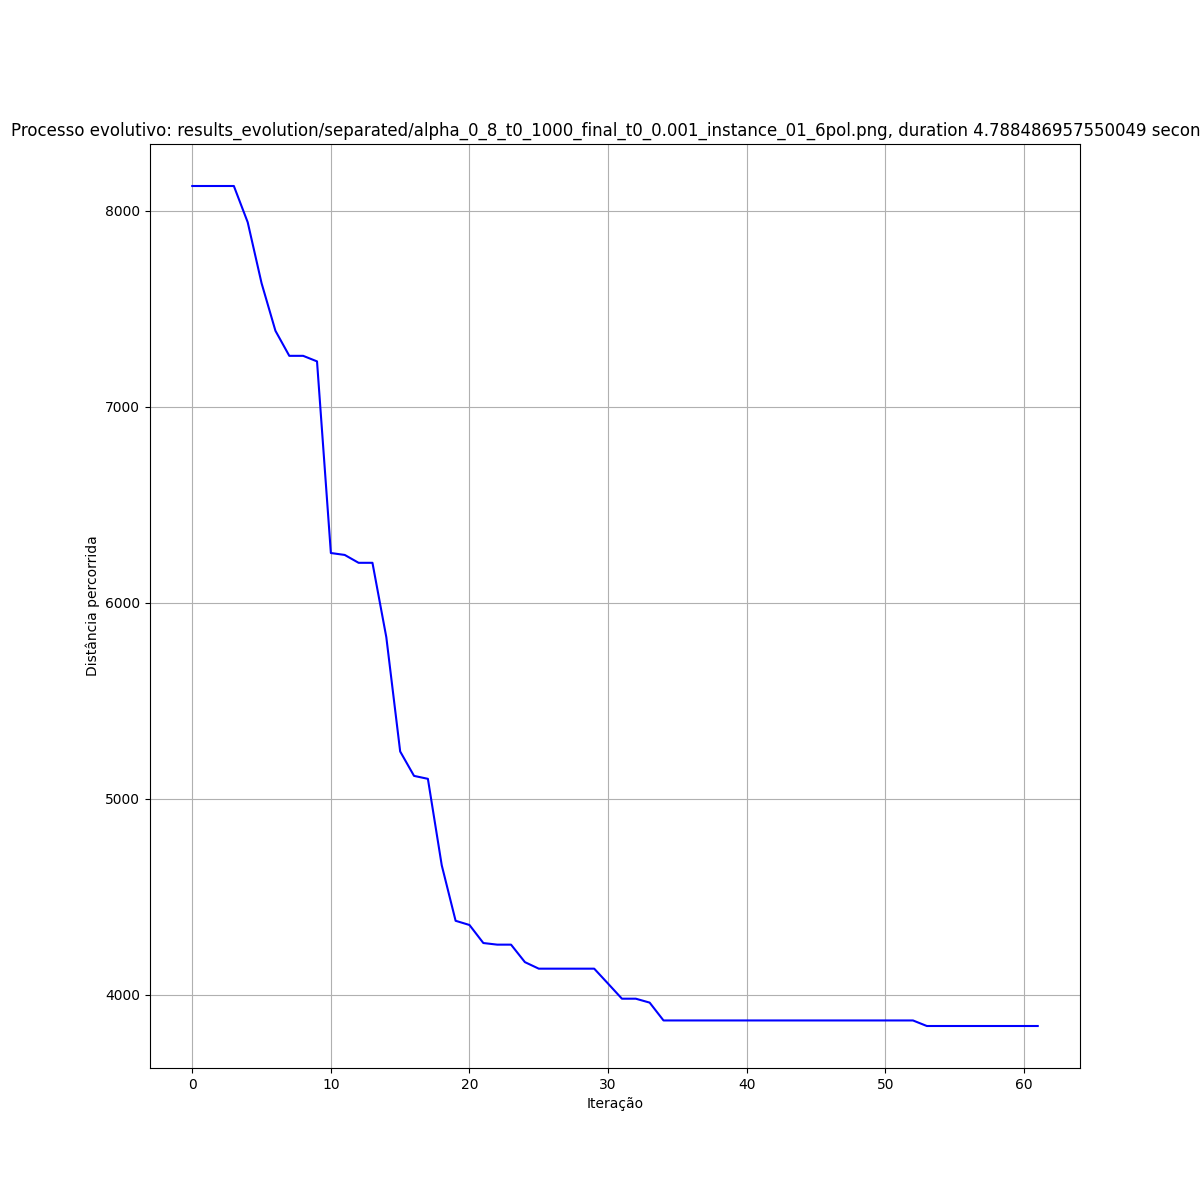 Processo evolutivo: results_evolution/separated/alpha_0_8_t0_1000_final_t0_0.001_instance_01_6pol.png, duration 4.788486957550049 secon
8000
7000
6000
5000
4000
Distância percorrida
0 10 20 30 40 50 60
Iteração